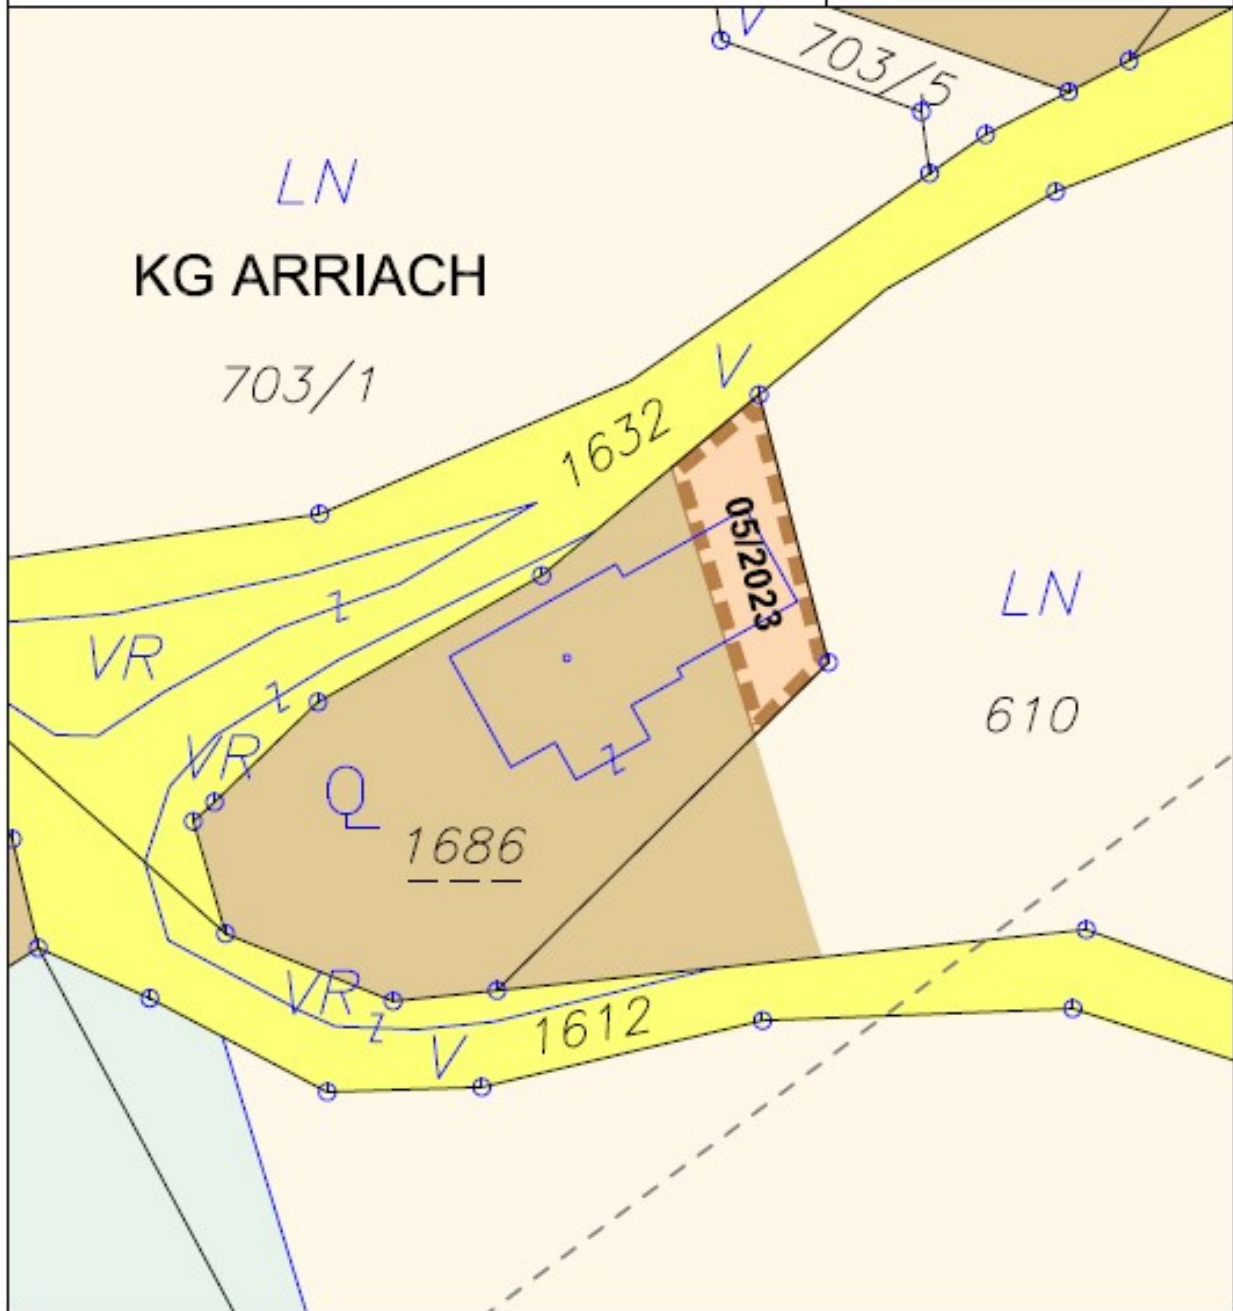 V
703/5
LN
KG ARRIACH
703/1
V
1632
05/2023
LN
VR
z
z
610
VR
Q
z
1686
VR
z
1612
V